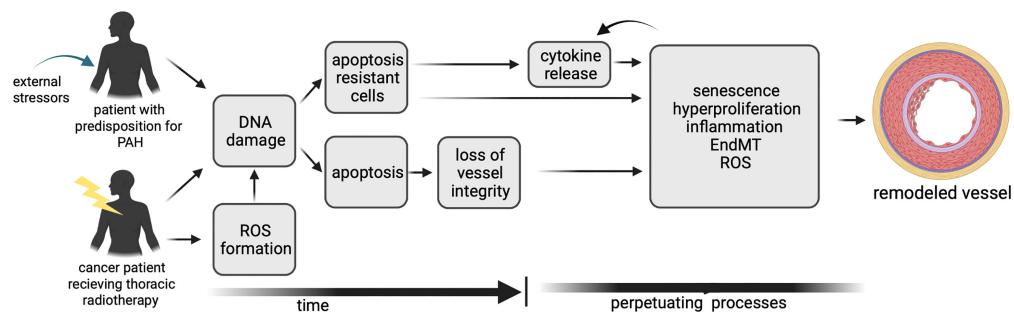 external
stressors
patient with
predisposition for
PAH
cancer patient
recieving thoracic
radiotherapy
DNA
damage
ROS
formation
apoptosis
resistant
cells
apoptosis
loss of
vessel
integrity
cytokine
release
senescence
hyperproliferation
inflammation
EndMT
ROS
remodeled vessel
time
perpetuating processes